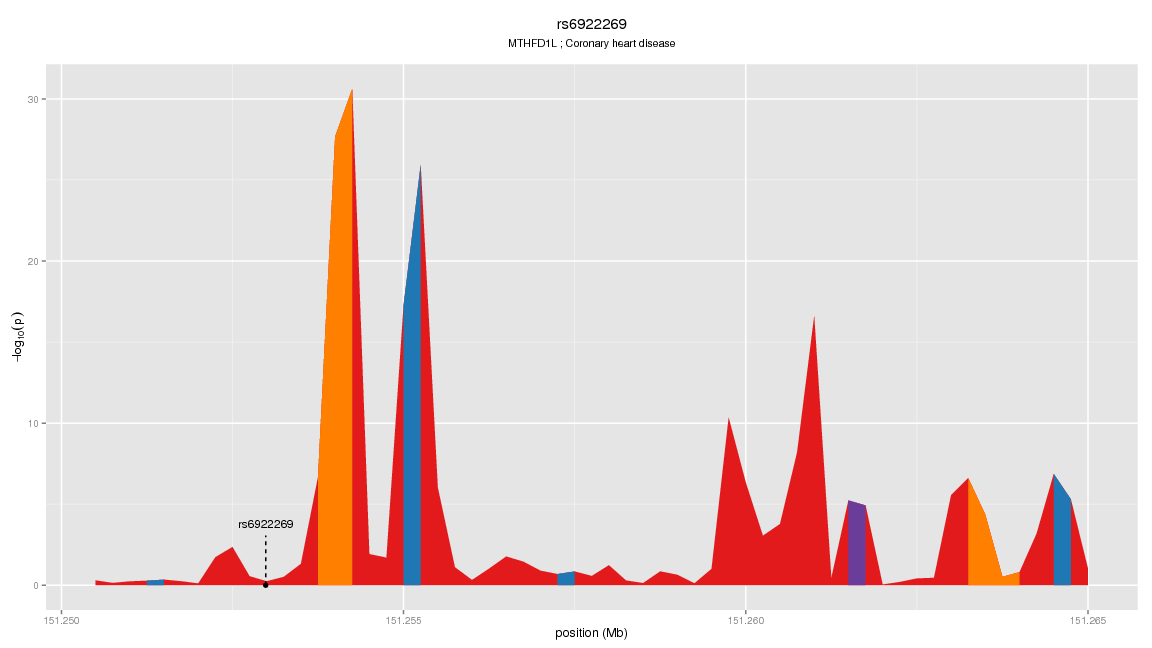 rs6922269
MTHFD1L ; Coronary heart disease
30
20
10
0
−log10(p)
rs6922269
151.250
151.255
151.260
151.265
position (Mb)